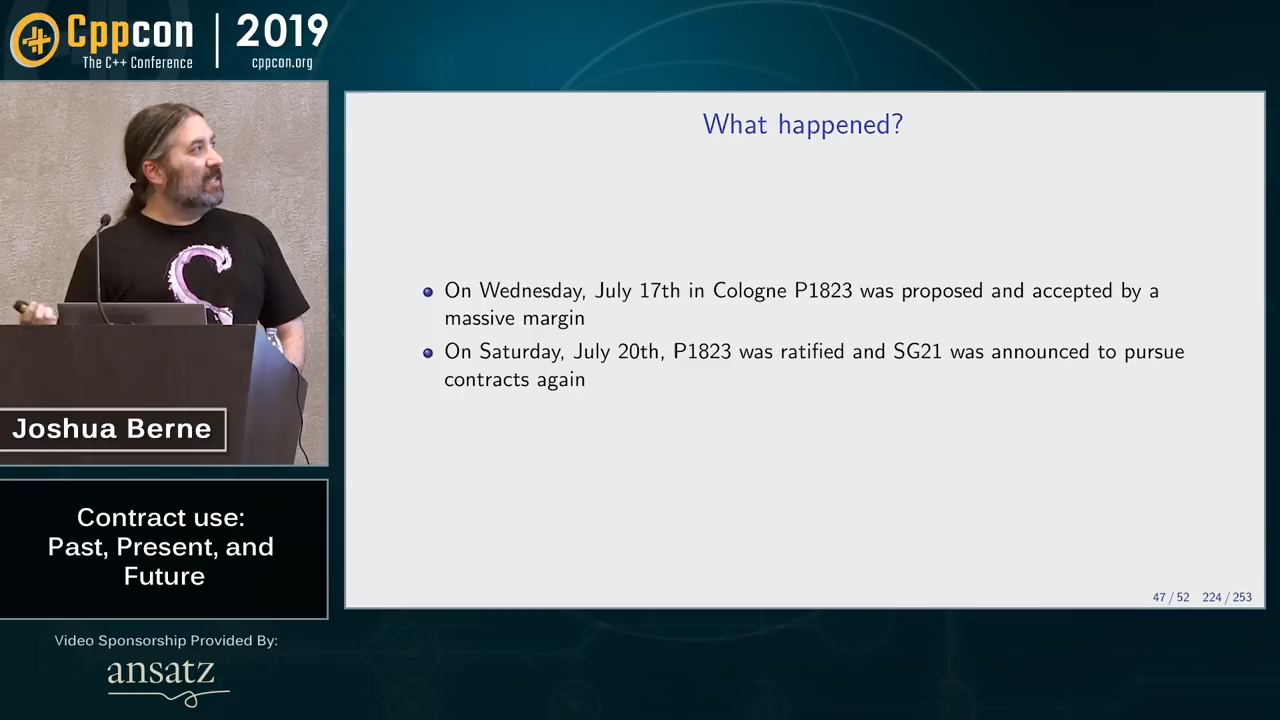 Cppcon
The C++ Conference
2019
cppcon.org
What happened?
On Wednesday, July 17th in Cologne P1823 was proposed and accepted by a
massive margin
On Saturday, July 20th, P1823 was ratified and SG21 was announced to pursue
contracts again
47 / 52 224 / 253
Joshua Berne
Contract use:
Past, Present, and
Future
Video Sponsorship Provided By:
ansatz